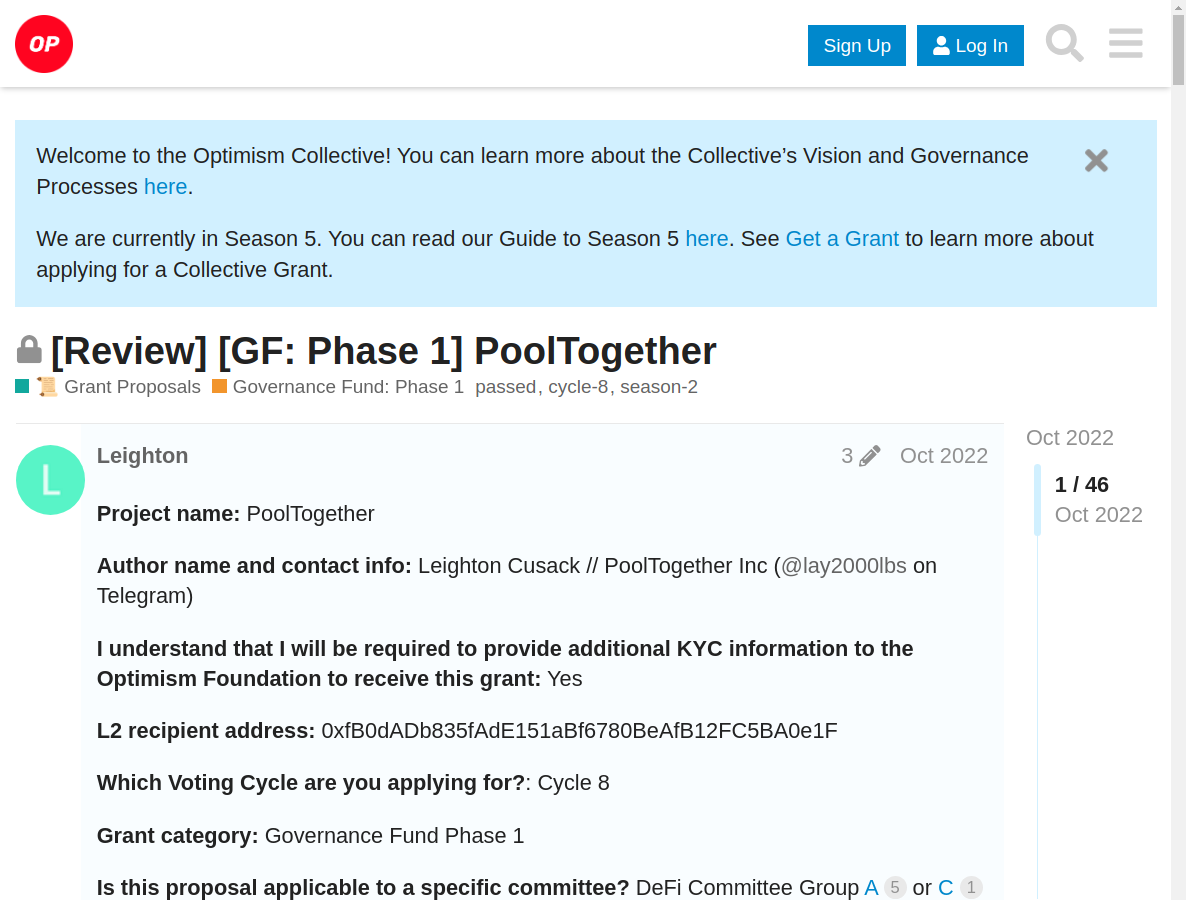 OP
Sign Up
Log In
Welcome to the Optimism Collective! You can learn more about the Collective’s Vision and Governance
Processes here.
We are currently in Season 5. You can read our Guide to Season 5 here. See Get a Grant to learn more about
applying for a Collective Grant.
[Review] [GF: Phase 1] PoolTogether
Grant Proposals Governance Fund: Phase 1 passed, cycle-8, season-2
L
Leighton
3
Oct 2022
Oct 2022
1 / 46
Oct 2022
Project name: PoolTogether
Author name and contact info: Leighton Cusack // PoolTogether Inc (@lay2000lbs on
Telegram)
I understand that I will be required to provide additional KYC information to the
Optimism Foundation to receive this grant: Yes
L2 recipient address: 0xfB0dADb835fAdE151aBf6780BeAfB12FC5BA0e1F
Which Voting Cycle are you applying for?: Cycle 8
Grant category: Governance Fund Phase 1
Is this proposal applicable to a specific committee? DeFi Committee Group A 5 or C 1